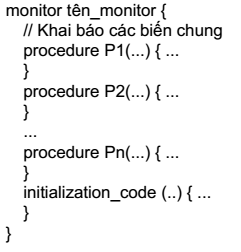 monitor tên_monitor {
// Khai báo các biến chung
procedure P1(...) { ...
}
procedure P2(...) { ...
}
...
procedure Pn(...) { ...
}
initialization_code (..) { ...
}
}